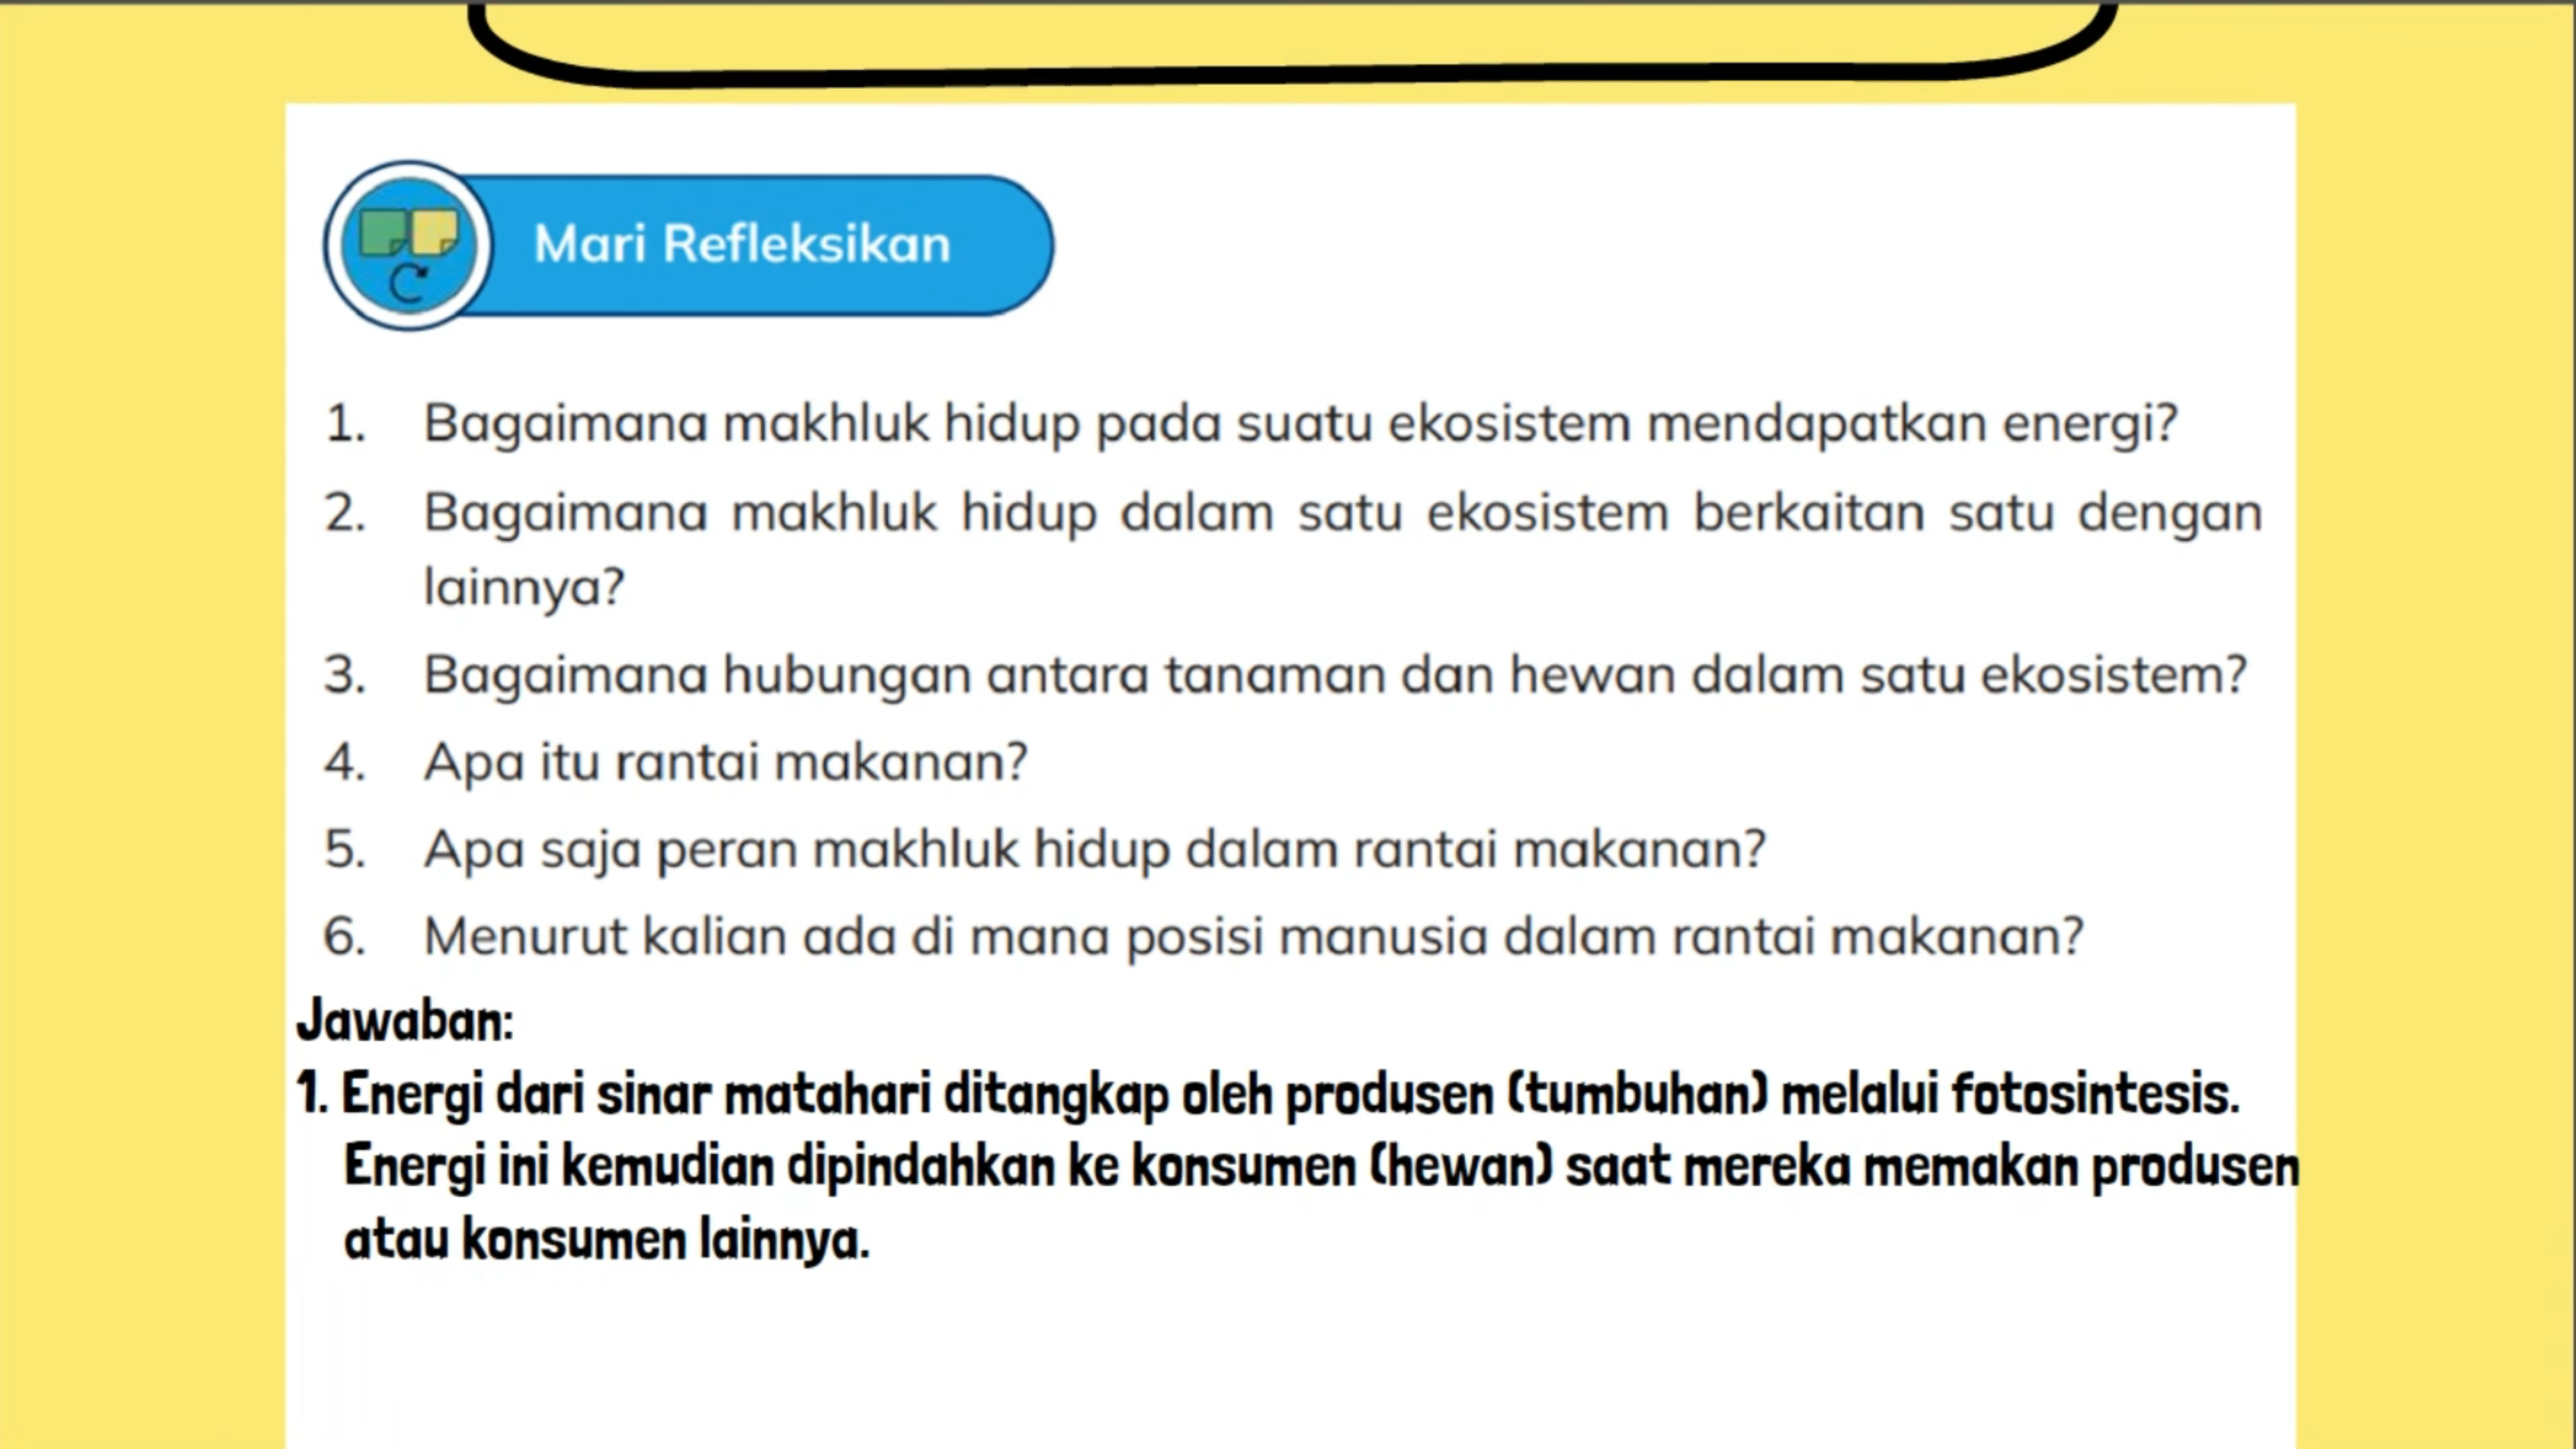 Mari Refleksikan
1. Bagaimana makhluk hidup pada suatu ekosistem mendapatkan energi?
2. Bagaimana makhluk hidup dalam satu ekosistem berkaitan satu dengan
lainnya?
3. Bagaimana hubungan antara tanaman dan hewan dalam satu ekosistem?
4. Apa itu rantai makanan?
5. Apa saja peran makhluk hidup dalam rantai makanan?
6. Menurut kalian ada di mana posisi manusia dalam rantai makanan?
Jawaban:
1. Energi dari sinar matahari ditangkap oleh produsen (tumbuhan) melalui fotosintesis.
Energi ini kemudian dipindahkan ke konsumen (hewan) saat mereka memakan produsen
atau konsumen lainnya.